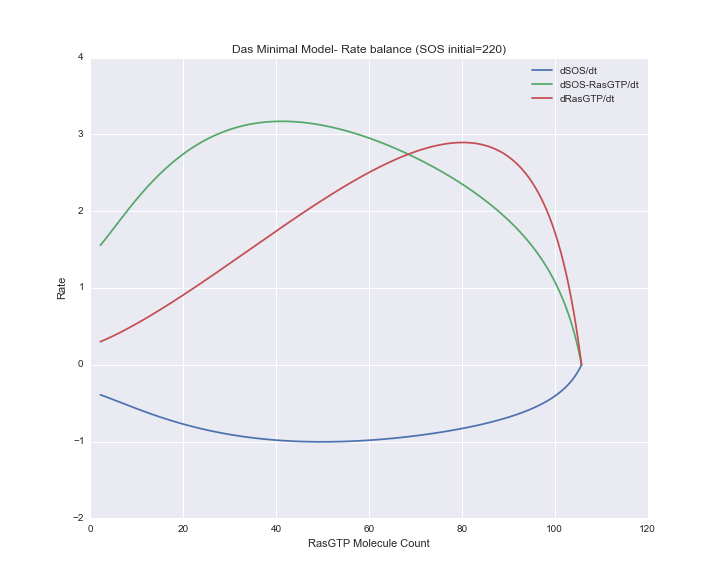 Das Minimal Model- Rate balance (SOS initial=220)
4
3
2
1
0
−1
−2
Rate
dSOS/dt
dSOS-RasGTP/dt
dRasGTP/dt
0 20 40 60 80 100 120
RasGTP Molecule Count